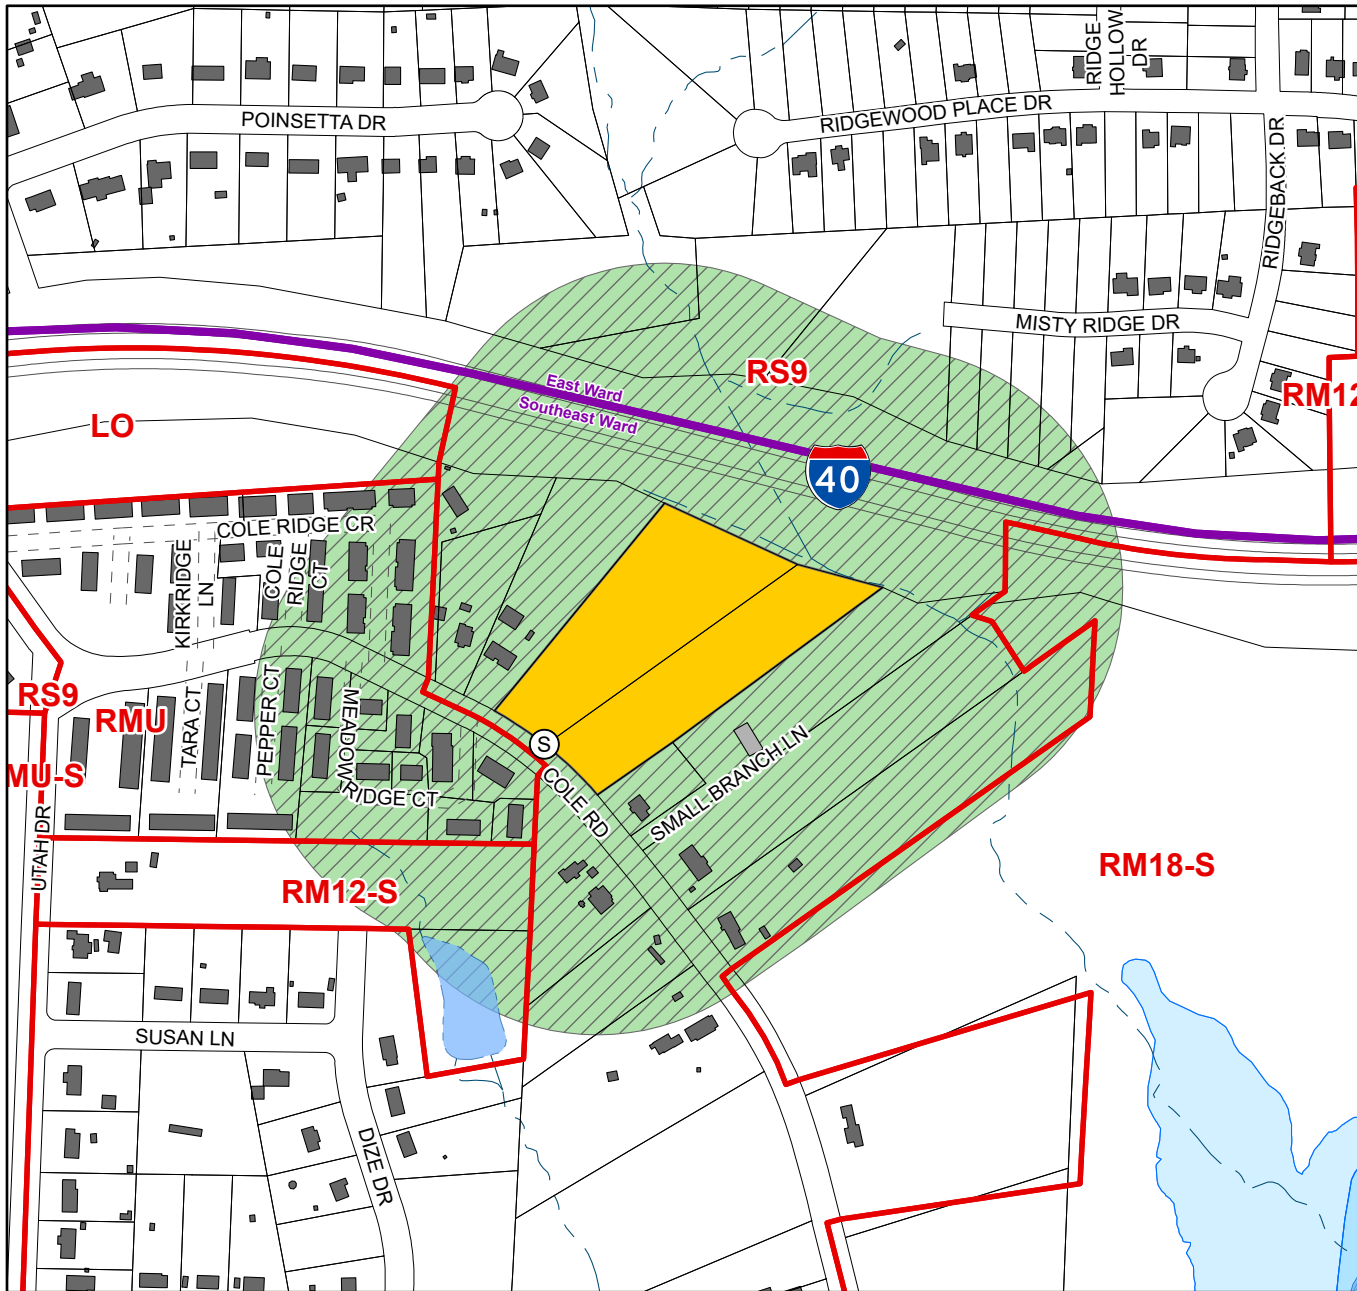 RIDGE
HOLLOW
DR
POINSETTA DR
RIDGEWOOD PLACE DR
RIDGEBACK DR
MISTY RIDGE DR
RS9
East Ward
Southeast Ward
RM12
LO
40
COLE RIDGE CR
KIRKRIDGE
LN
COLE
RIDGE
CT
RS9
RMU
TARA CT
PEPPER CT
MEADOW
RIDGE CT
S
COLE RD
SMALL BRANCH LN
MU-S
UTAH DR
RM12-S
RM18-S
SUSAN LN
DIZE DR